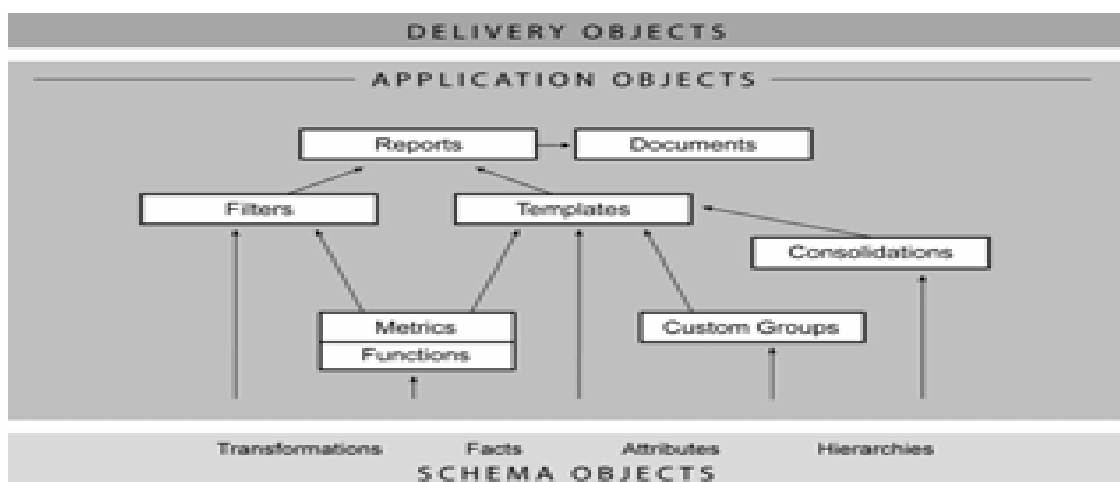 DELIVERY OBJECTS
APPLICATION OBJECTS
Reports
Documents
Filters
Templates
Consolidations
Metrics
Functions
Custom Groups
Transformations
Facts
Attributes
Hierarchies
SCHEMA OBJECTS